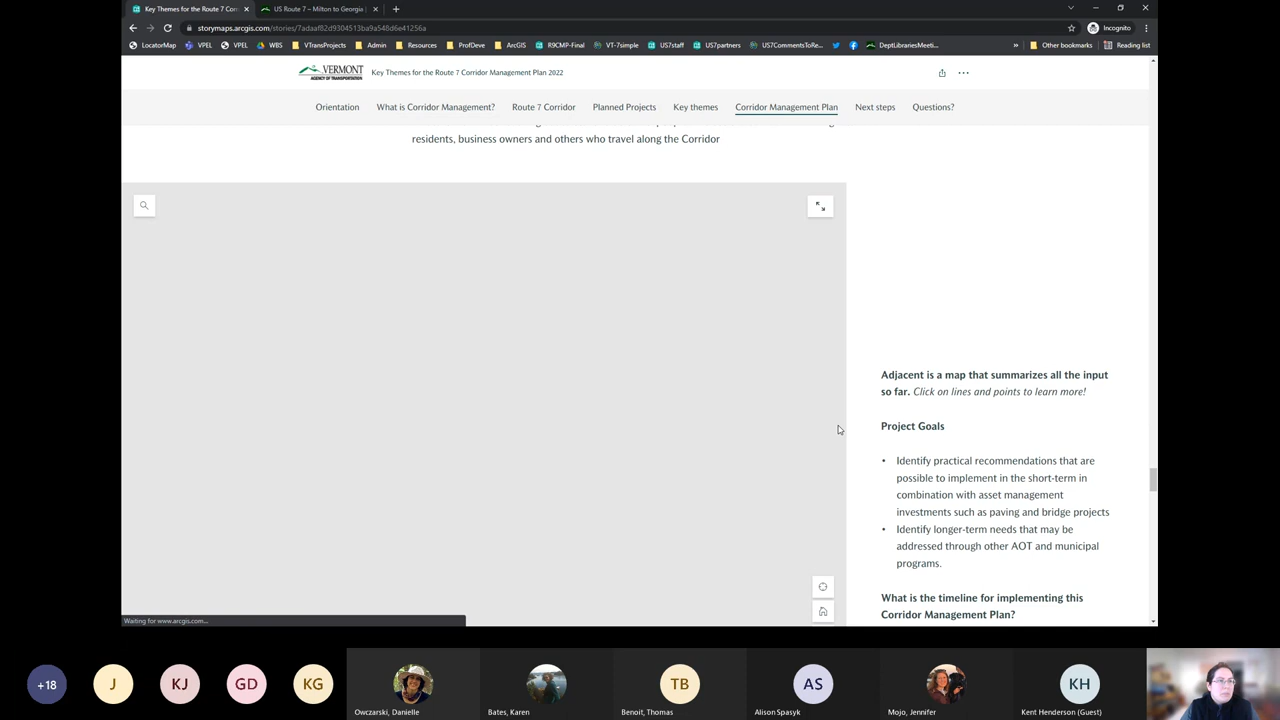 Key Themes for the Route 7 Cor
US Route 7 – Milton to Georgia |
Incognito
storymaps.arcgis.com/stories/7adaaf82d9304513ba9a548d6e41256a
LocatorMap VPEL VPEL WBS VTransProjects Admin Resources ProfDeve ArcGIS R9CMP-Final VT-7simple US7staff US7partners US7CommentsToRe... DeptLibrariesMeeti... » Other bookmarks Reading list
VERMONT
AGENCY OF TRANSPORTATION
Key Themes for the Route 7 Corridor Management Plan 2022
Orientation What is Corridor Management? Route 7 Corridor Planned Projects Key themes Corridor Management Plan Next steps Questions?
residents, business owners and others who travel along the Corridor
Adjacent is a map that summarizes all the input
so far. Click on lines and points to learn more!
Project Goals
• Identify practical recommendations that are
possible to implement in the short-term in
combination with asset management
investments such as paving and bridge projects
• Identify longer-term needs that may be
addressed through other AOT and municipal
programs.
What is the timeline for implementing this
Corridor Management Plan?
Waiting for www.arcgis.com...
+18 J KJ GD KG TB AS KH
Owczarski, Danielle Bates, Karen Benoit, Thomas Alison Spasyk Mojo, Jennifer Kent Henderson (Guest)